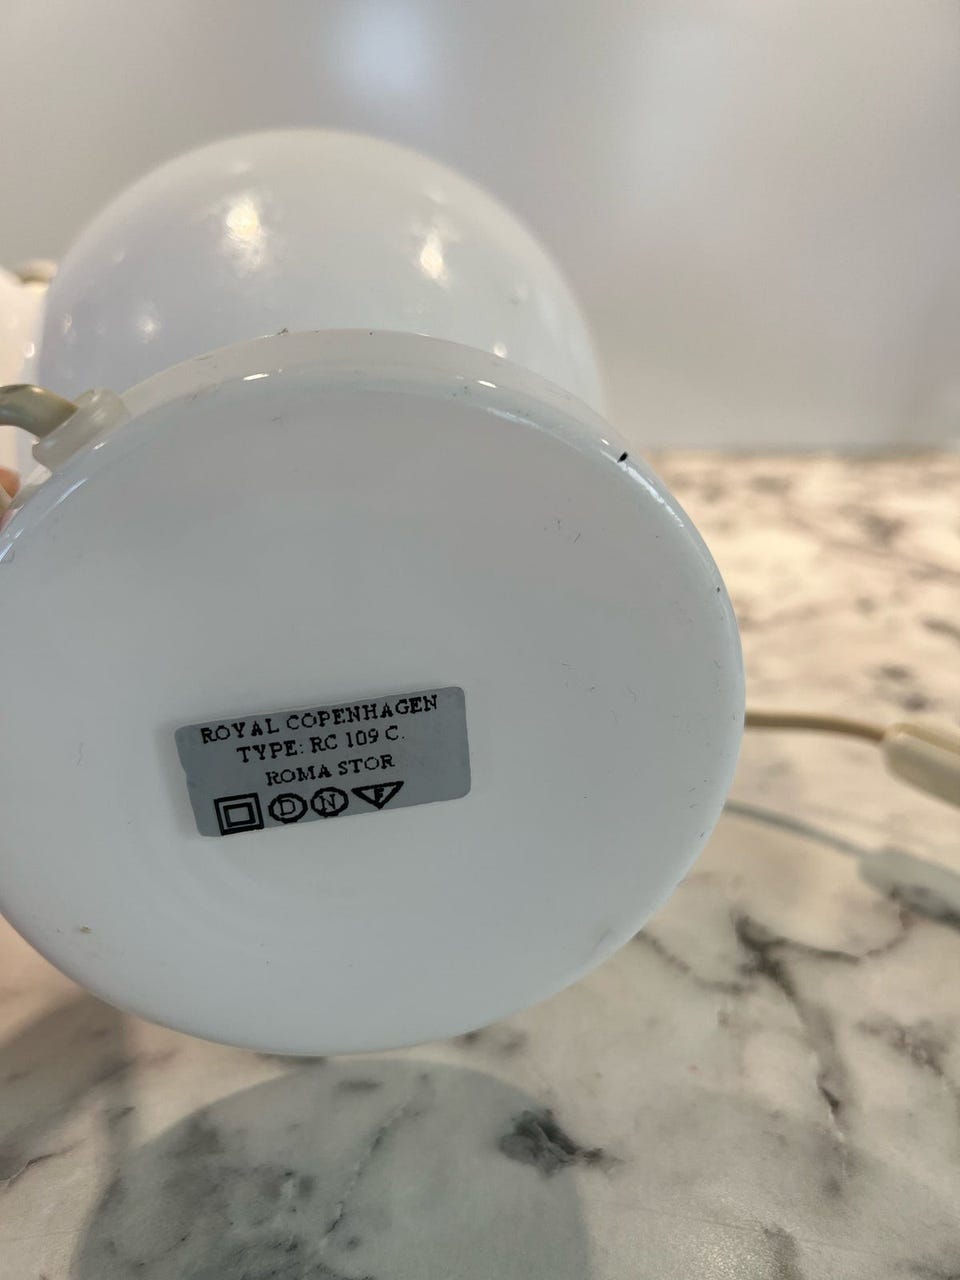 ROYAL COPENHAGEN
TYPE: RC 109 C.
ROMA STOR
D N F